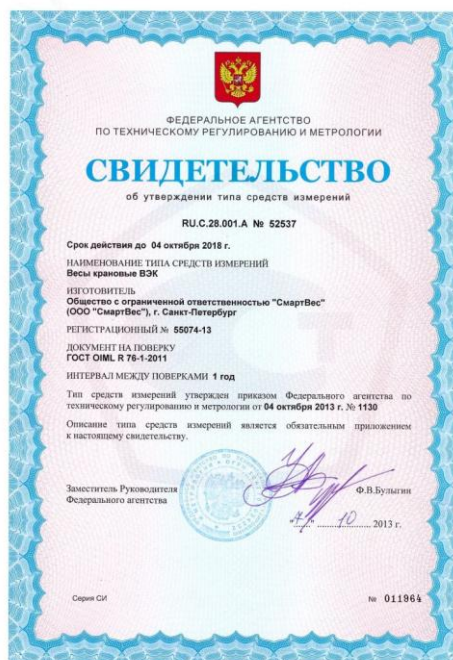 ФЕДЕРАЛЬНОЕ АГЕНТСТВО
ПО ТЕХНИЧЕСКОМУ РЕГУЛИРОВАНИЮ И МЕТРОЛОГИИ
СВИДЕТЕЛЬСТВО
об утверждении типа средств измерений
RU.C.28.001.A № 52537
Срок действия до 04 октября 2018 г.
НАИМЕНОВАНИЕ ТИПА СРЕДСТВ ИЗМЕРЕНИЙ
Весы крановые ВЭК
ИЗГОТОВИТЕЛЬ
Общество с ограниченной ответственностью "СмартВес"
(ООО "СмартВес"), г. Санкт-Петербург
РЕГИСТРАЦИОННЫЙ № 55074-13
ДОКУМЕНТ НА ПОВЕРКУ
ГОСТ OIML R 76-1-2011
ИНТЕРВАЛ МЕЖДУ ПОВЕРКАМИ 1 год
Тип средств измерений утвержден приказом Федерального агентства по
техническому регулированию и метрологии от 04 октября 2013 г. № 1130
Описание типа средств измерений является обязательным приложением
к настоящему свидетельству.
Заместитель Руководителя
Федерального агентства
Ф.В.Булыгин
10 2013 г.
Серия СИ
№ 011964